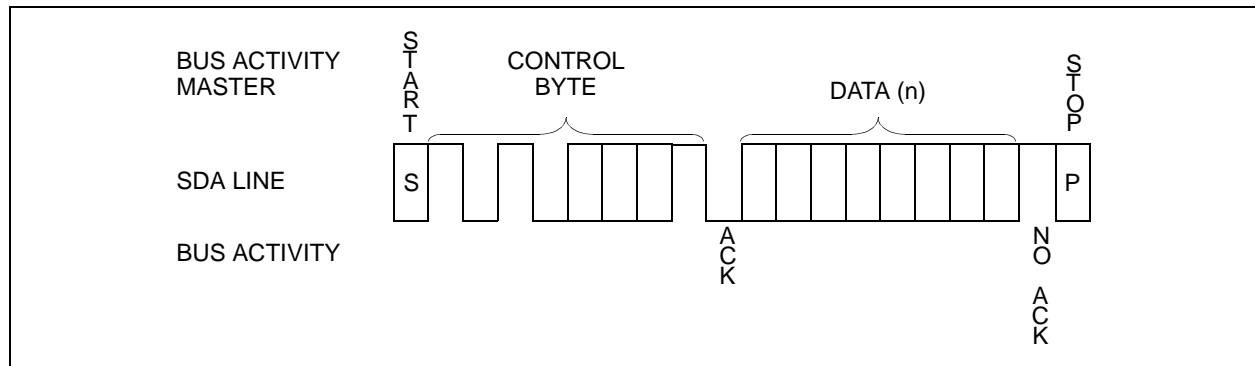 BUS ACTIVITY
MASTER
START
CONTROL
BYTE
DATA (n)
STOP
SDA LINE
S
P
BUS ACTIVITY
ACK
NO ACK